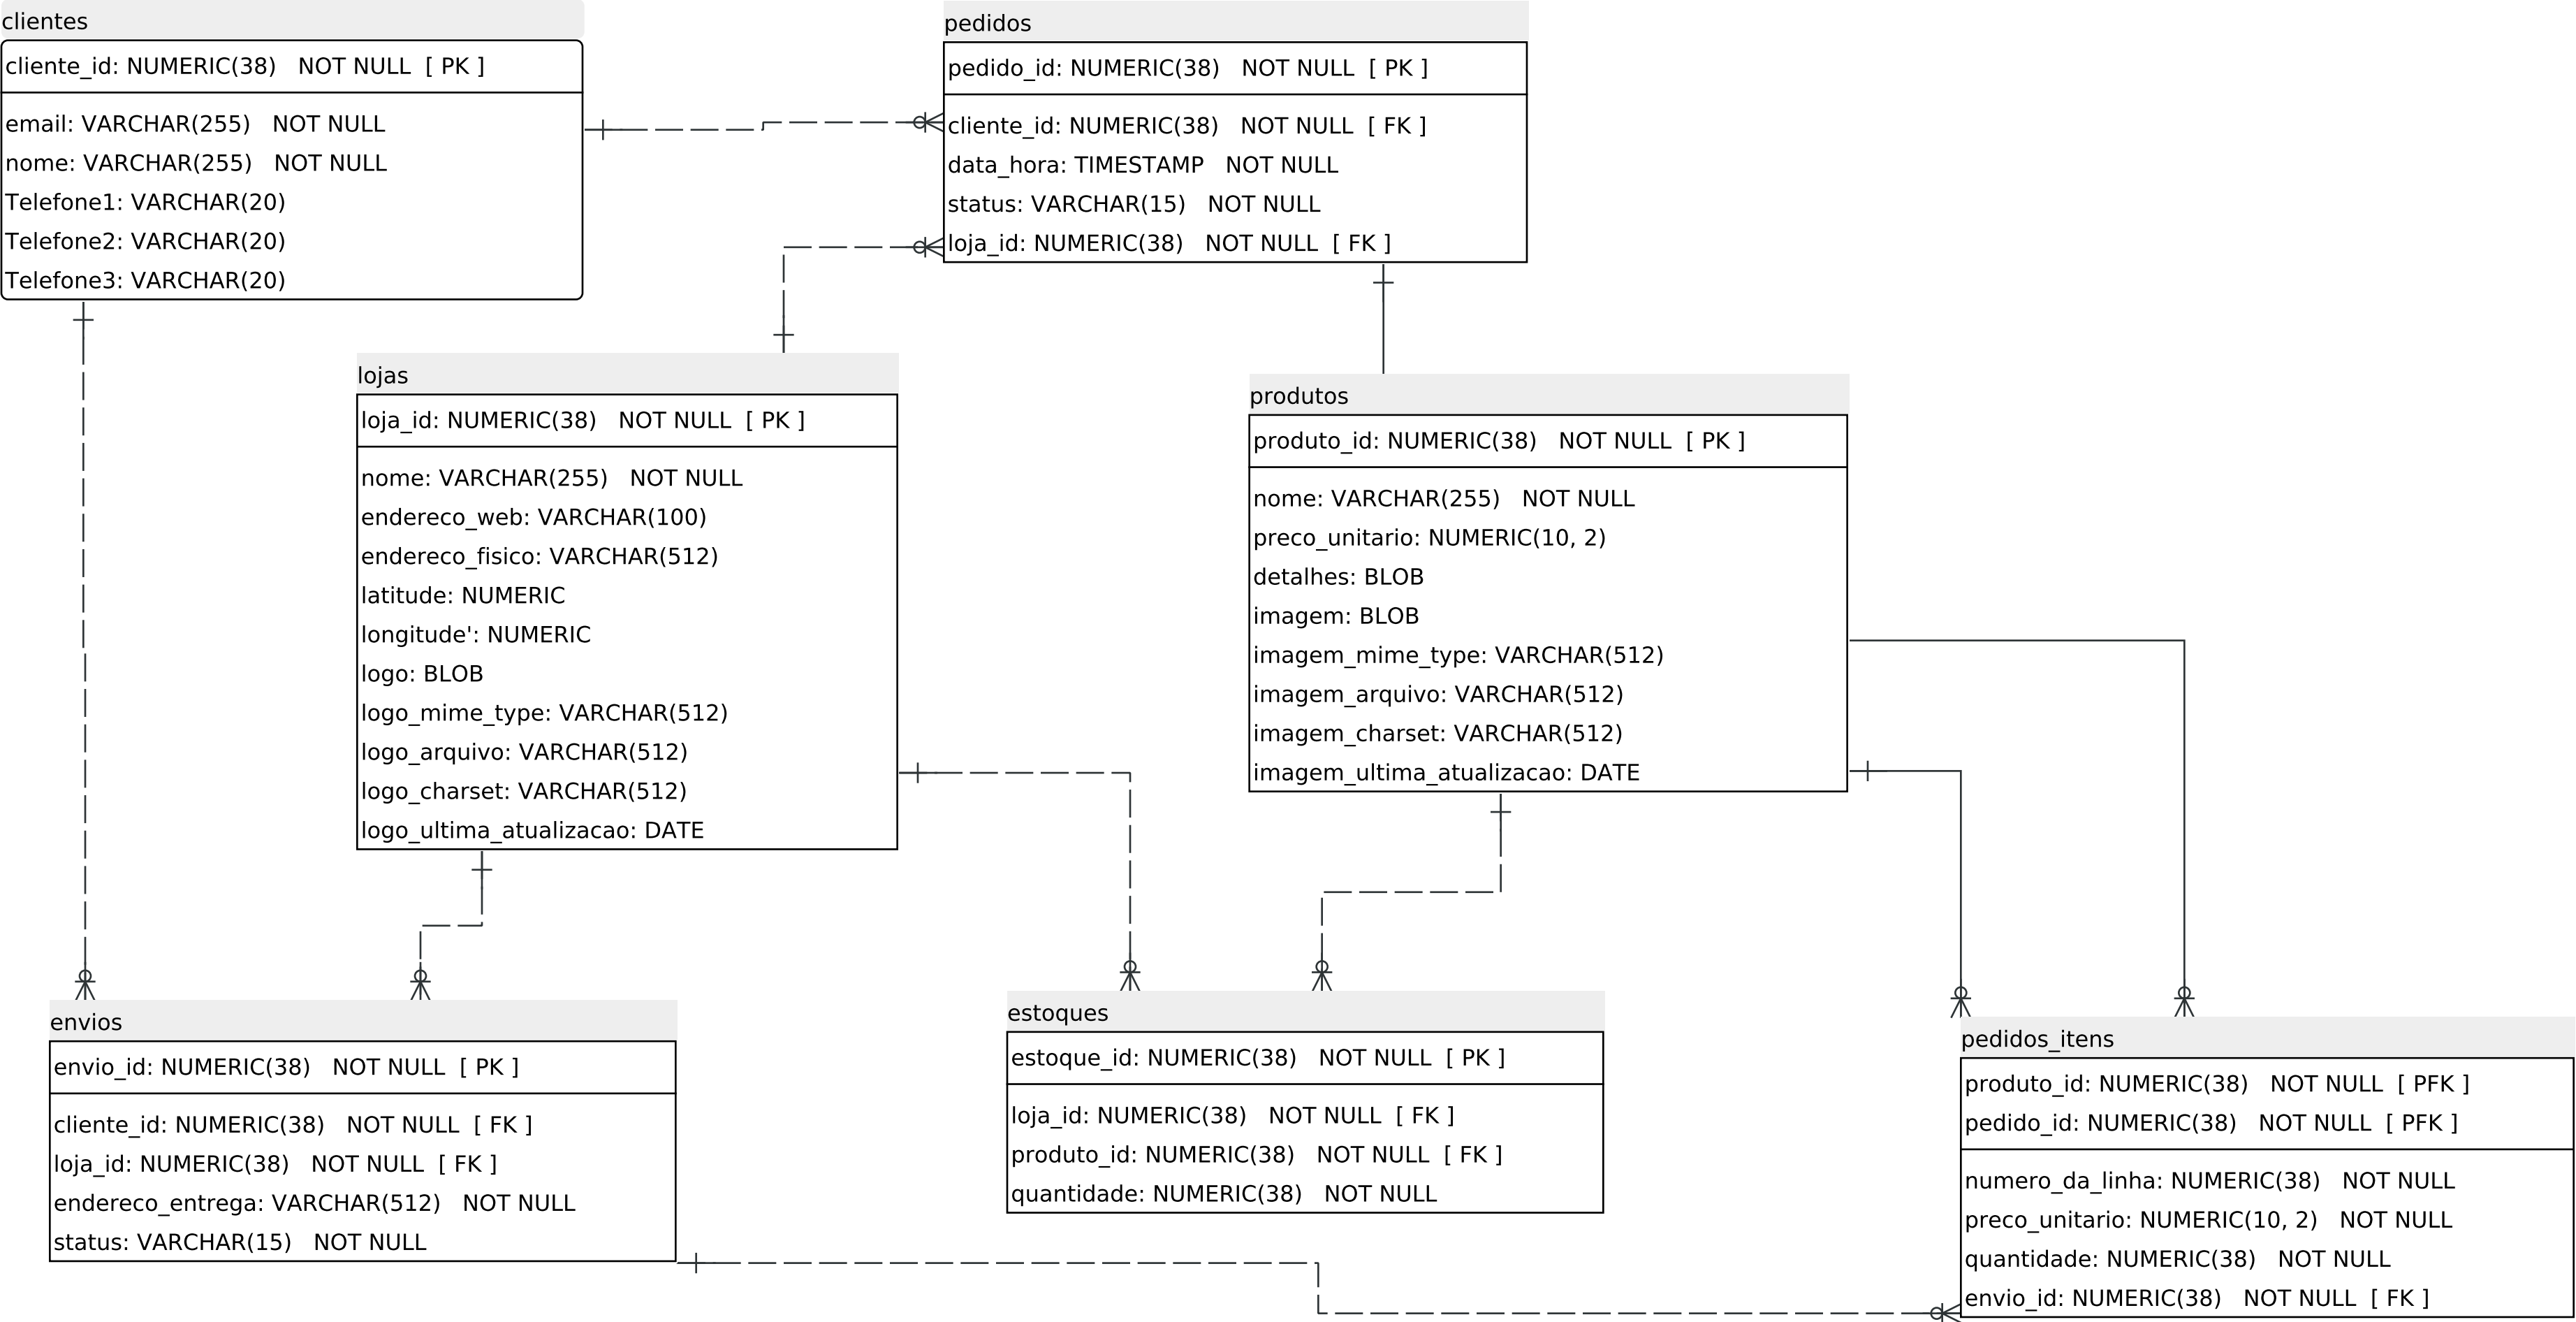 clientes
cliente_id: NUMERIC(38) NOT NULL [ PK ]
email: VARCHAR(255) NOT NULL
nome: VARCHAR(255) NOT NULL
Telefone1: VARCHAR(20)
Telefone2: VARCHAR(20)
Telefone3: VARCHAR(20)
pedidos
pedido_id: NUMERIC(38) NOT NULL [ PK ]
cliente_id: NUMERIC(38) NOT NULL [ FK ]
data_hora: TIMESTAMP NOT NULL
status: VARCHAR(15) NOT NULL
loja_id: NUMERIC(38) NOT NULL [ FK ]
lojas
loja_id: NUMERIC(38) NOT NULL [ PK ]
nome: VARCHAR(255) NOT NULL
endereco_web: VARCHAR(100)
endereco_fisico: VARCHAR(512)
latitude: NUMERIC
longitude': NUMERIC
logo: BLOB
logo_mime_type: VARCHAR(512)
logo_arquivo: VARCHAR(512)
logo_charset: VARCHAR(512)
logo_ultima_atualizacao: DATE
produtos
produto_id: NUMERIC(38) NOT NULL [ PK ]
nome: VARCHAR(255) NOT NULL
preco_unitario: NUMERIC(10, 2)
detalhes: BLOB
imagem: BLOB
imagem_mime_type: VARCHAR(512)
imagem_arquivo: VARCHAR(512)
imagem_charset: VARCHAR(512)
imagem_ultima_atualizacao: DATE
envios
envio_id: NUMERIC(38) NOT NULL [ PK ]
cliente_id: NUMERIC(38) NOT NULL [ FK ]
loja_id: NUMERIC(38) NOT NULL [ FK ]
endereco_entrega: VARCHAR(512) NOT NULL
status: VARCHAR(15) NOT NULL
estoques
estoque_id: NUMERIC(38) NOT NULL [ PK ]
loja_id: NUMERIC(38) NOT NULL [ FK ]
produto_id: NUMERIC(38) NOT NULL [ FK ]
quantidade: NUMERIC(38) NOT NULL
pedidos_itens
produto_id: NUMERIC(38) NOT NULL [ PFK ]
pedido_id: NUMERIC(38) NOT NULL [ PFK ]
numero_da_linha: NUMERIC(38) NOT NULL
preco_unitario: NUMERIC(10, 2) NOT NULL
quantidade: NUMERIC(38) NOT NULL
envio_id: NUMERIC(38) NOT NULL [ FK ]